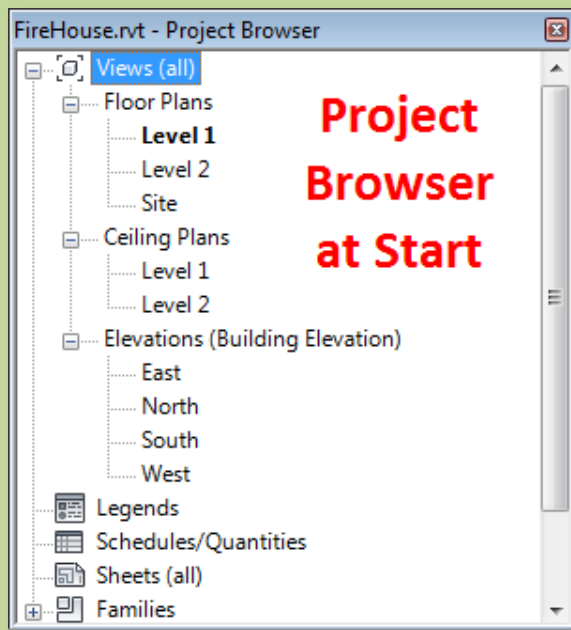 FireHouse.rvt - Project Browser
Views (all)
Floor Plans
Level 1
Level 2
Site
Ceiling Plans
Level 1
Level 2
Elevations (Building Elevation)
East
North
South
West
Legends
Schedules/Quantities
Sheets (all)
Families
Project
Browser
at Start